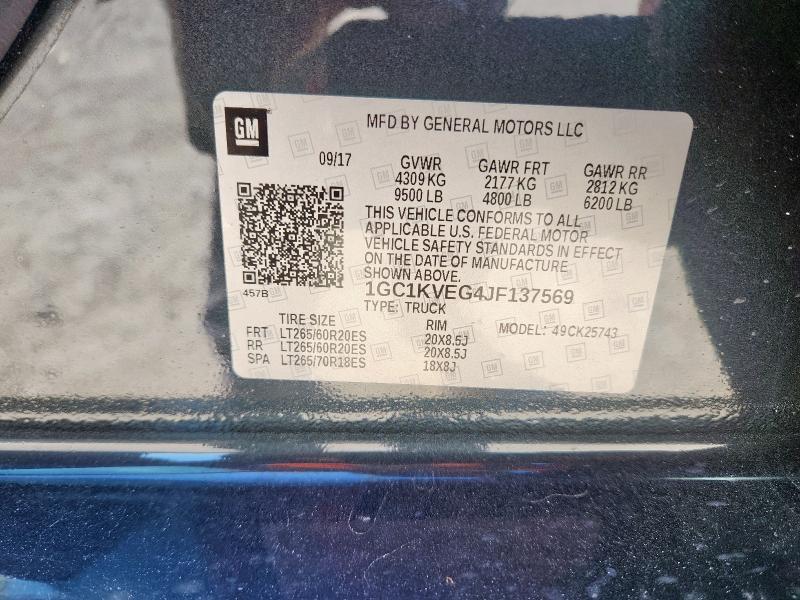 GM
MFD BY GENERAL MOTORS LLC
09/17
GVWR GAWR FRT GAWR RR
4309 KG 2177 KG 2812 KG
9500 LB 4800 LB 6200 LB
THIS VEHICLE CONFORMS TO ALL
APPLICABLE U.S. FEDERAL MOTOR
VEHICLE SAFETY STANDARDS IN EFFECT
ON THE DATE OF MANUFACTURE
SHOWN ABOVE.
457B
1GC1KVEG4JF137569
TYPE: TRUCK
TIRE SIZE RIM MODEL: 49CK25743
FRT LT265/60R20ES 20X8.5J
RR LT265/60R20ES 20X8.5J
SPA LT265/70R18ES 18X8J